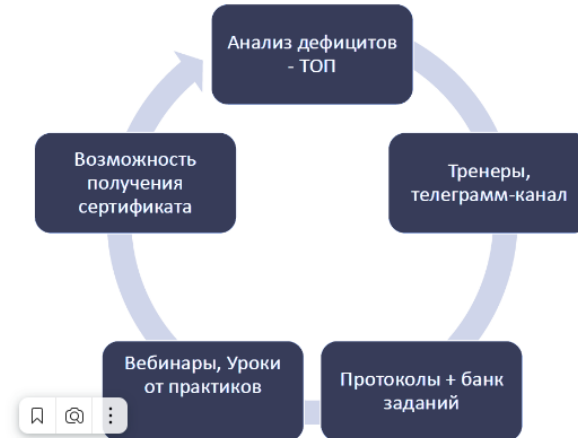 Анализ дефицитов
- ТОП
Тренеры,
телеграмм-канал
Протоколы + банк
заданий
Вебинары, Уроки
от практиков
Возможность
получения
сертификата